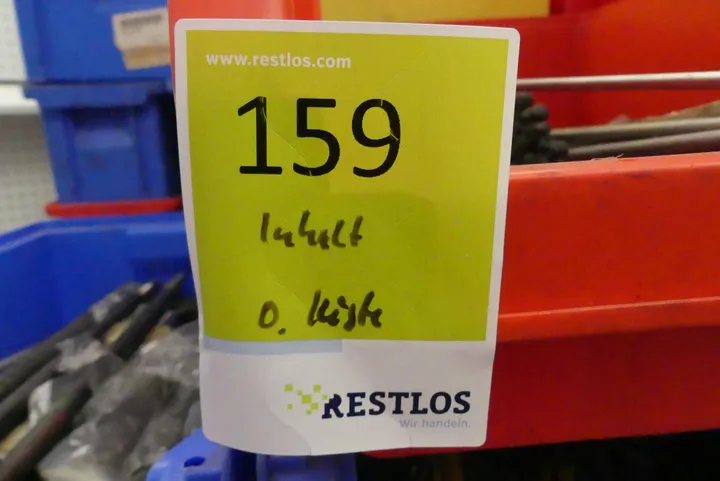 www.restlos.com
159
Inhalt
o. Kiste
RESTLOS
Wir handeln.